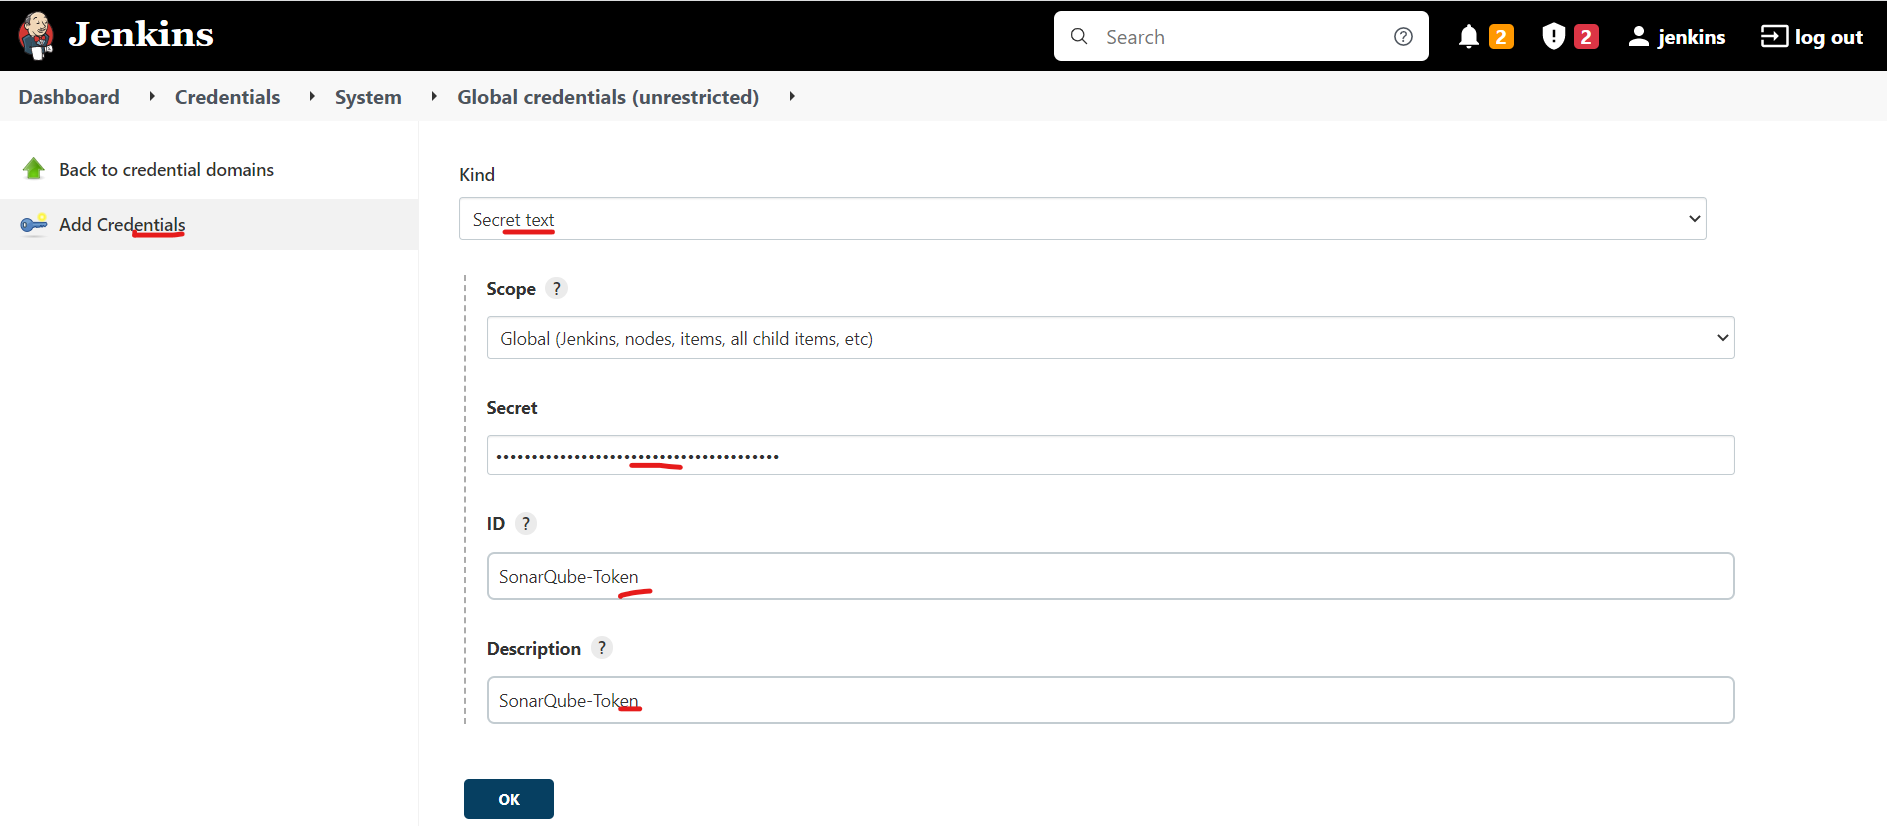 Jenkins
Search
2
2
jenkins
log out
Dashboard
Credentials
System
Global credentials (unrestricted)
Back to credential domains
Add Credentials
Kind
Secret text
Scope ?
Global (Jenkins, nodes, items, all child items, etc)
Secret
••••••••••••••••••••••••••••••••••••••••
ID ?
SonarQube-Token
Description ?
SonarQube-Token
OK